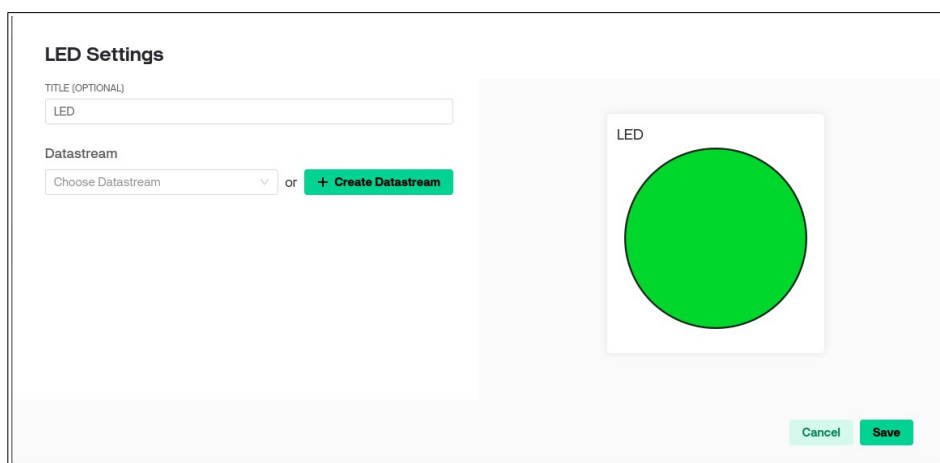 LED Settings
TITLE (OPTIONAL)
LED
Datastream
Choose Datastream or + Create Datastream
LED
Cancel Save